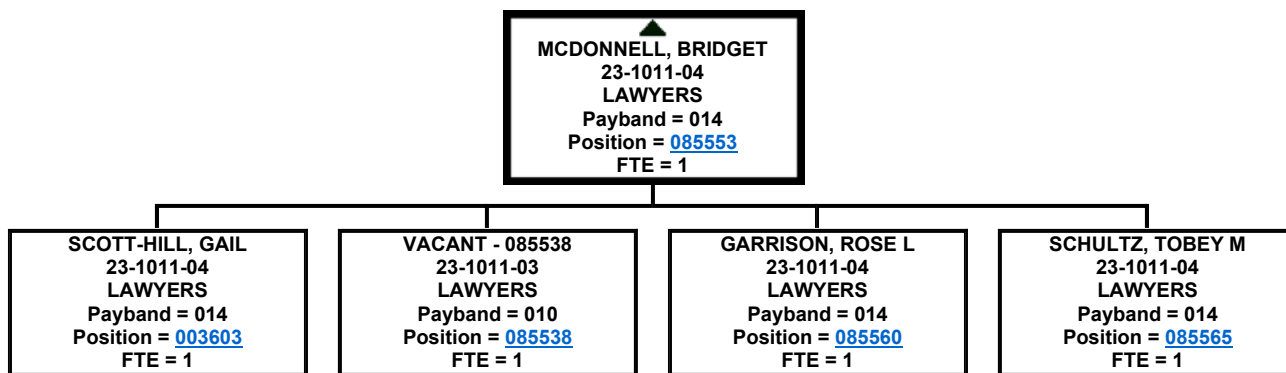 MCDONNELL, BRIDGET
23-1011-04
LAWYERS
Payband = 014
Position = 085553
FTE = 1
SCOTT-HILL, GAIL
23-1011-04
LAWYERS
Payband = 014
Position = 003603
FTE = 1
VACANT - 085538
23-1011-03
LAWYERS
Payband = 010
Position = 085538
FTE = 1
GARRISON, ROSE L
23-1011-04
LAWYERS
Payband = 014
Position = 085560
FTE = 1
SCHULTZ, TOBEY M
23-1011-04
LAWYERS
Payband = 014
Position = 085565
FTE = 1